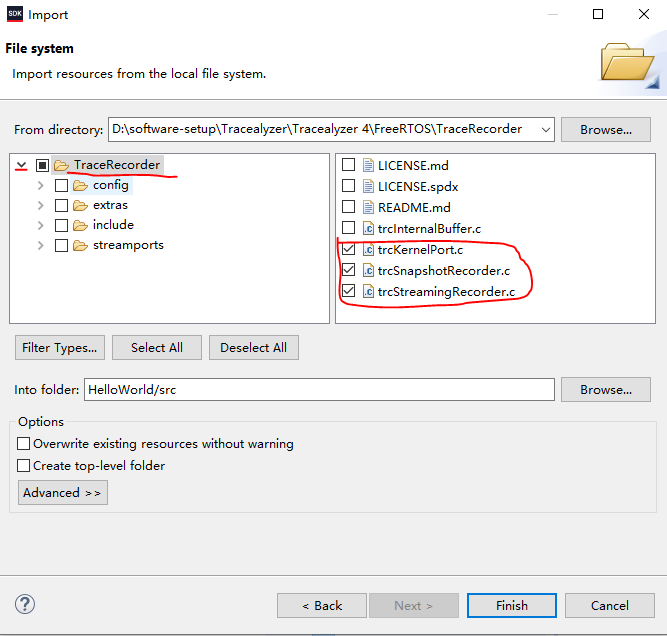 SDK Import
File system
Import resources from the local file system.
From directory: D:\software-setup\Tracealyzer\Tracealyzer 4\FreeRTOS\TraceRecorder Browse...
TraceRecorder
config
extras
include
streamports
LICENSE.md
LICENSE.spdx
README.md
.c trcInternalBuffer.c
.c trcKernelPort.c
.c trcSnapshotRecorder.c
.c trcStreamingRecorder.c
Filter Types... Select All Deselect All
Into folder: HelloWorld/src Browse...
Options
Overwrite existing resources without warning
Create top-level folder
Advanced >>
? < Back Next > Finish Cancel